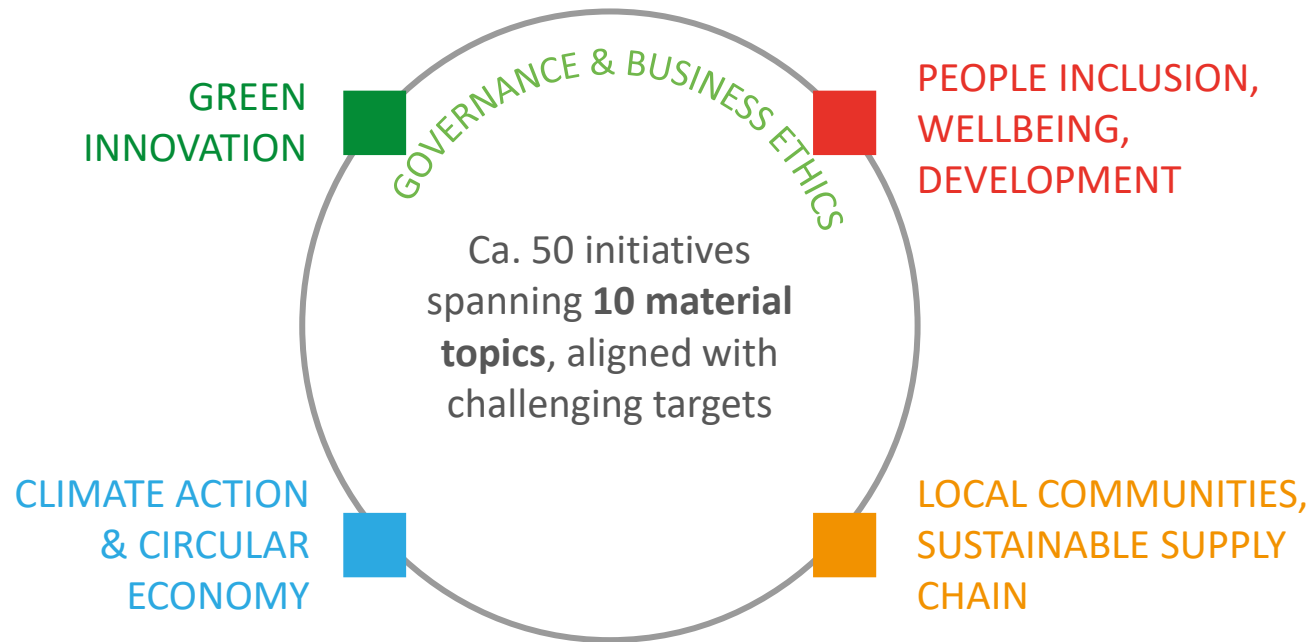 GREEN
INNOVATION
GOVERNANCE & BUSINESS ETHICS
PEOPLE INCLUSION,
WELLBEING,
DEVELOPMENT
Ca. 50 initiatives
spanning 10 material
topics, aligned with
challenging targets
CLIMATE ACTION
& CIRCULAR
ECONOMY
LOCAL COMMUNITIES,
SUSTAINABLE SUPPLY
CHAIN